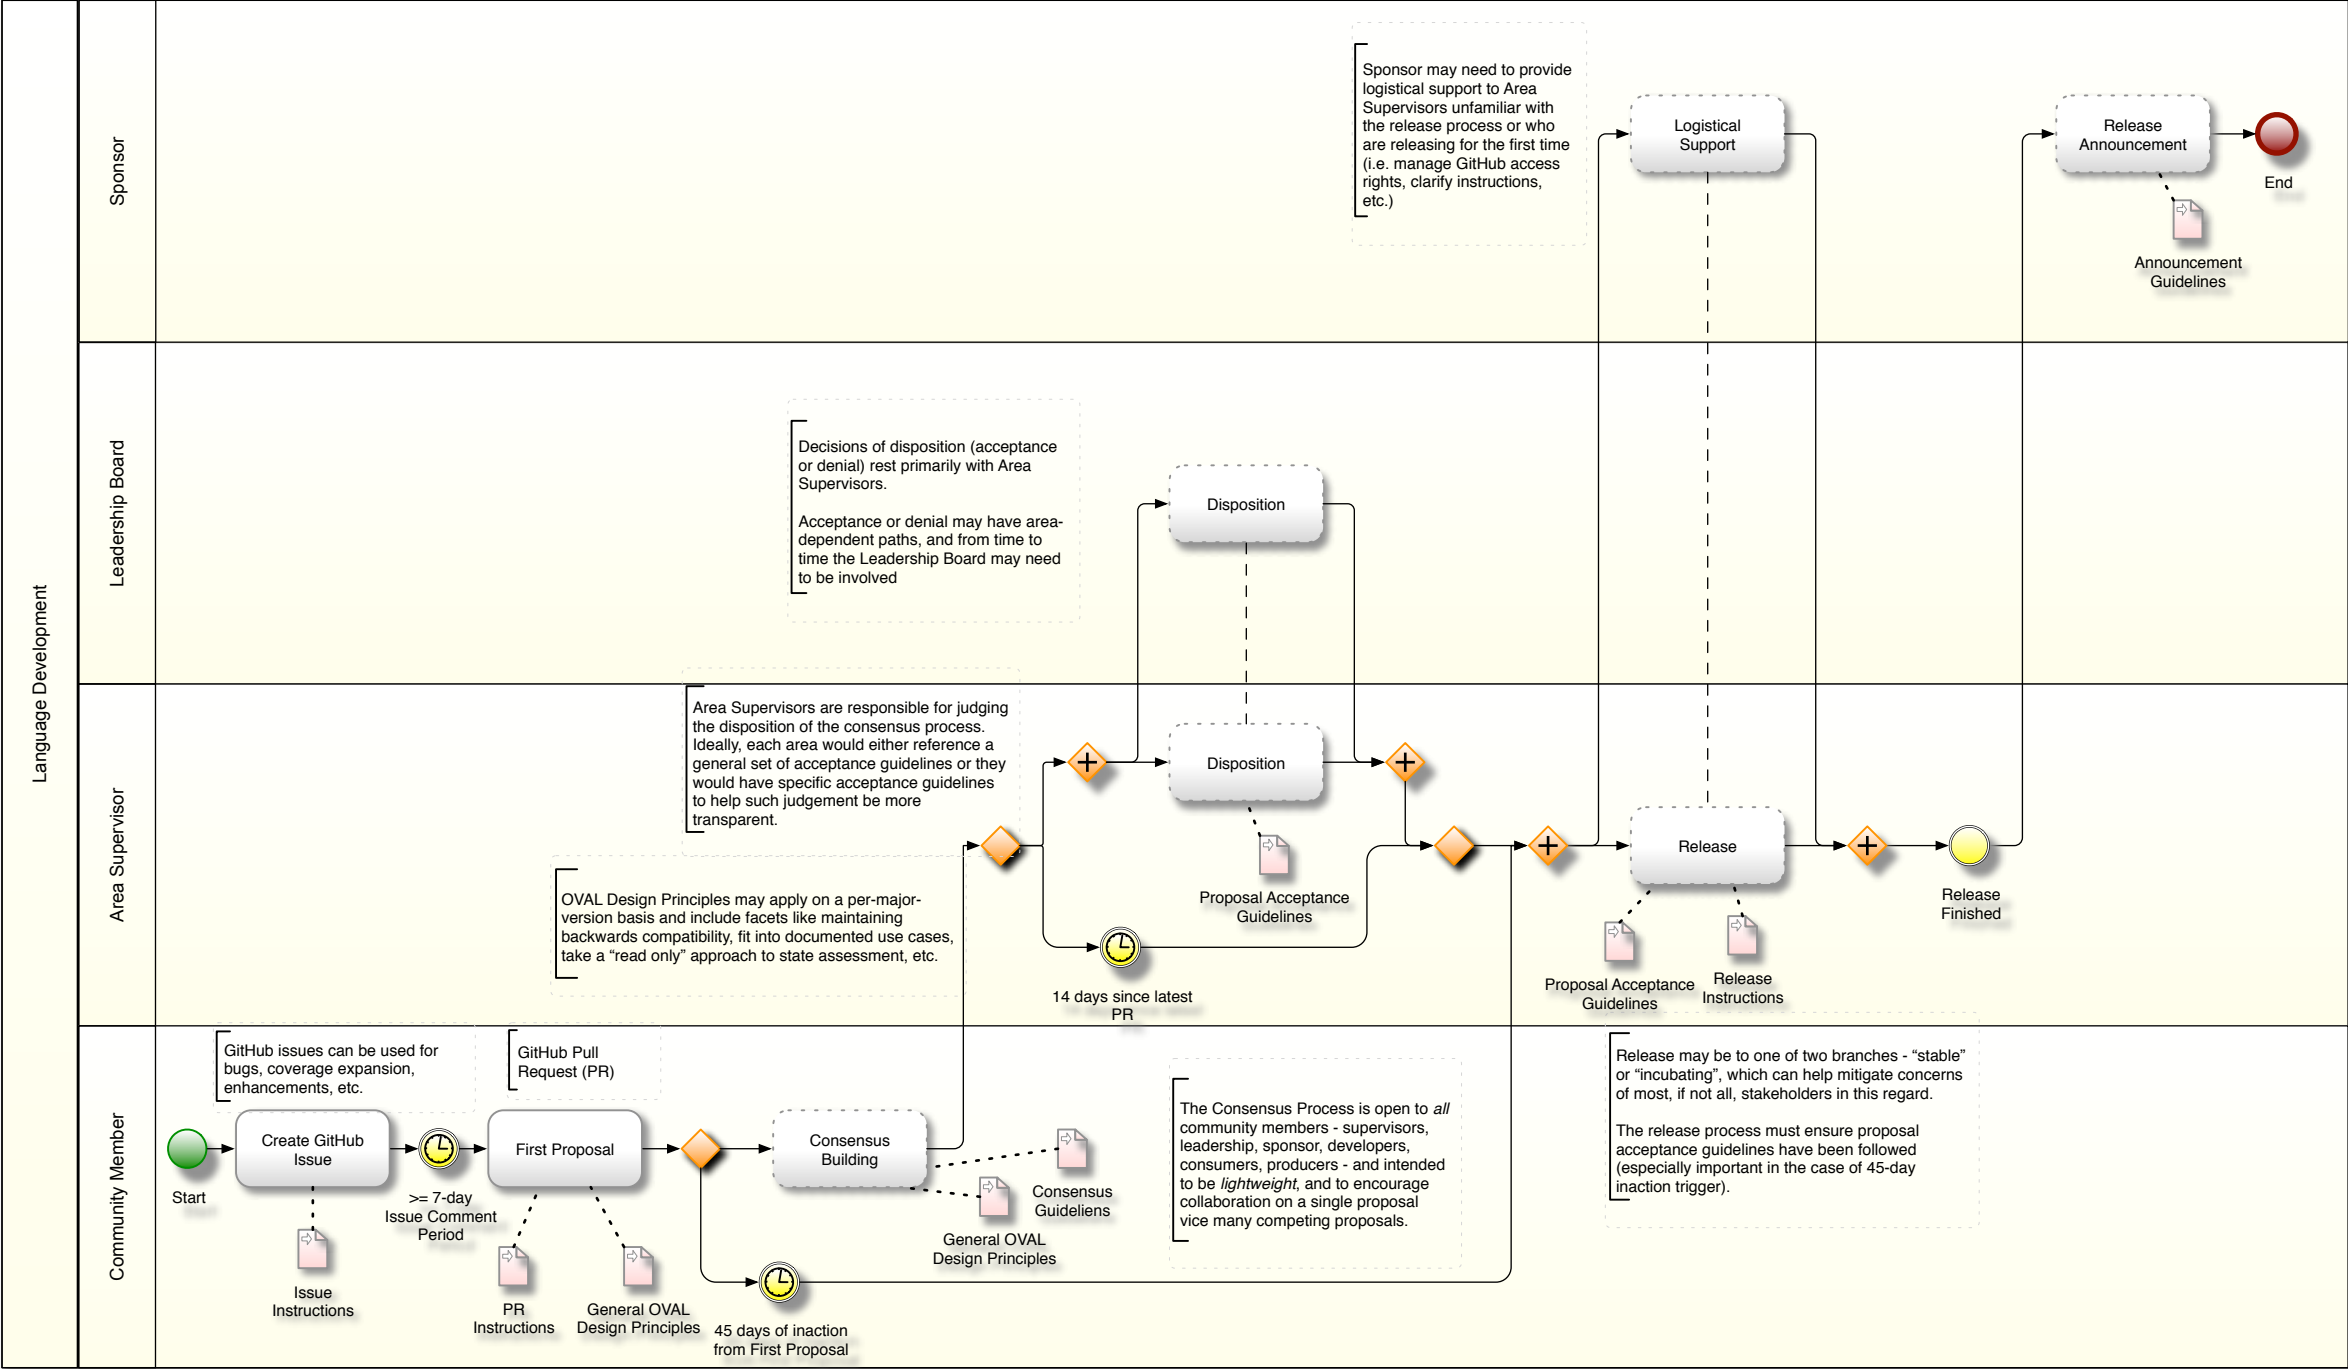 Language Development
Sponsor
Sponsor may need to provide
logistical support to Area
Supervisors unfamiliar with
the release process or who
are releasing for the first time
(i.e. manage GitHub access
rights, clarify instructions,
etc.)
Logistical
Support
Release
Announcement
End
Announcement
Guidelines
Leadership Board
Decisions of disposition (acceptance
or denial) rest primarily with Area
Supervisors.
Acceptance or denial may have area-
dependent paths, and from time to
time the Leadership Board may need
to be involved
Disposition
Area Supervisor
Area Supervisors are responsible for judging
the disposition of the consensus process.
Ideally, each area would either reference a
general set of acceptance guidelines or they
would have specific acceptance guidelines
to help such judgement be more
transparent.
OVAL Design Principles may apply on a per-major-
version basis and include facets like maintaining
backwards compatibility, fit into documented use cases,
take a “read only” approach to state assessment, etc.
Disposition
Proposal Acceptance
Guidelines
14 days since latest
PR
Release
Proposal Acceptance
Guidelines
Release
Instructions
Release
Finished
Community Member
GitHub issues can be used for
bugs, coverage expansion,
enhancements, etc.
GitHub Pull
Request (PR)
Start
Create GitHub
Issue
Issue
Instructions
>= 7-day
Issue Comment
Period
First Proposal
PR
Instructions
General OVAL
Design Principles
45 days of inaction
from First Proposal
Consensus
Building
General OVAL
Design Principles
Consensus
Guideliens
The Consensus Process is open to all
community members - supervisors,
leadership, sponsor, developers,
consumers, producers - and intended
to be lightweight, and to encourage
collaboration on a single proposal
vice many competing proposals.
Release may be to one of two branches - “stable”
or “incubating”, which can help mitigate concerns
of most, if not all, stakeholders in this regard.
The release process must ensure proposal
acceptance guidelines have been followed
(especially important in the case of 45-day
inaction trigger).